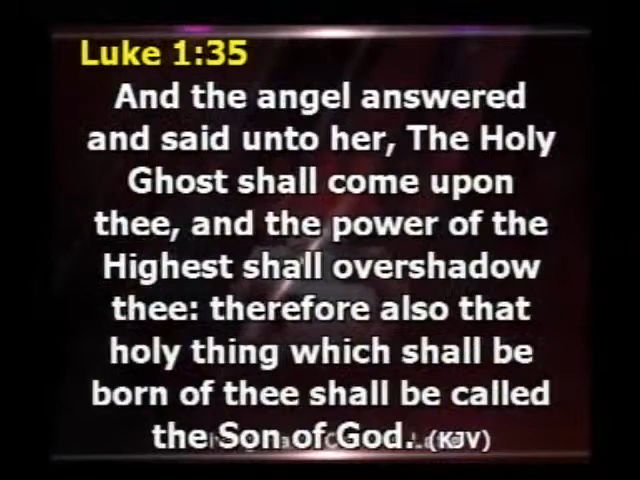 Luke 1:35
And the angel answered
and said unto her, The Holy
Ghost shall come upon
thee, and the power of the
Highest shall overshadow
thee: therefore also that
holy thing which shall be
born of thee shall be called
the Son of God. (KJV)